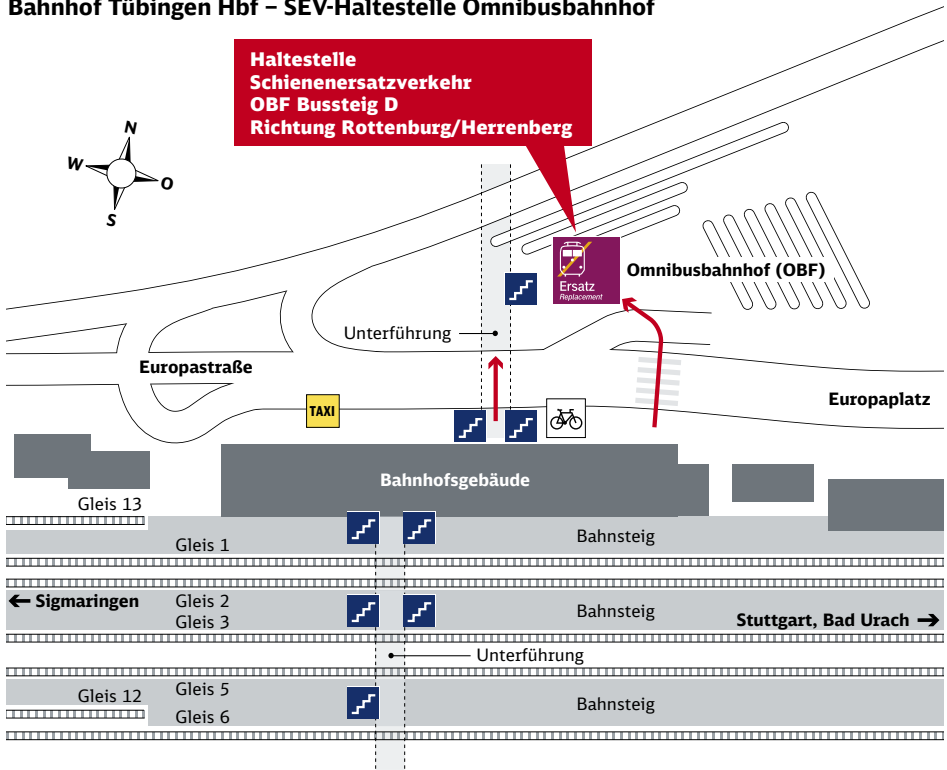 Bahnhof Tübingen Hbf – SEV-Haltestelle Omnibusbahnhof
Haltestelle
Schienenersatzverkehr
OBF Bussteig D
Richtung Rottenburg/Herrenberg
N
W
O
S
Ersatz
Replacement
Omnibusbahnhof (OBF)
Unterführung
Europastraße
TAXI
Europaplatz
Bahnhofsgebäude
Gleis 13
Gleis 1
Bahnsteig
← Sigmaringen
Gleis 2
Gleis 3
Bahnsteig
Stuttgart, Bad Urach →
Unterführung
Gleis 12
Gleis 5
Gleis 6
Bahnsteig